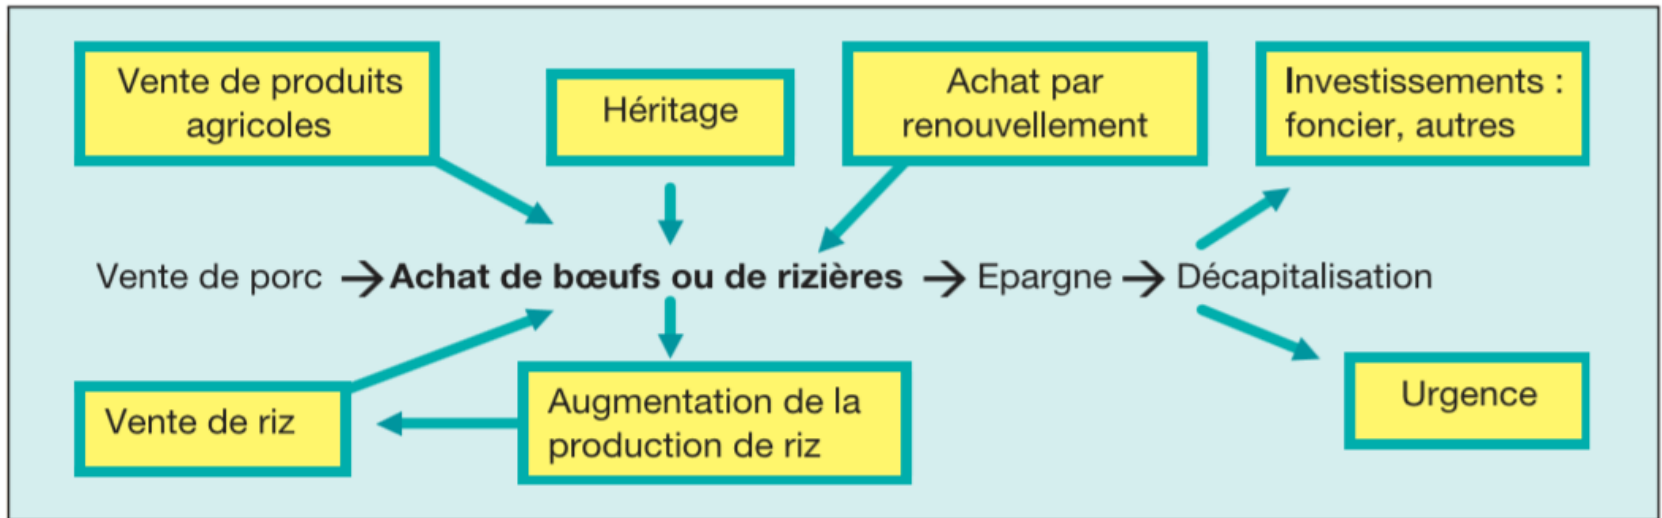 Vente de produits
agricoles
Héritage
Achat par
renouvellement
Investissements :
foncier, autres
Vente de porc → Achat de bœufs ou de rizières → Epargne → Décapitalisation
Vente de riz
Augmentation de la
production de riz
Urgence